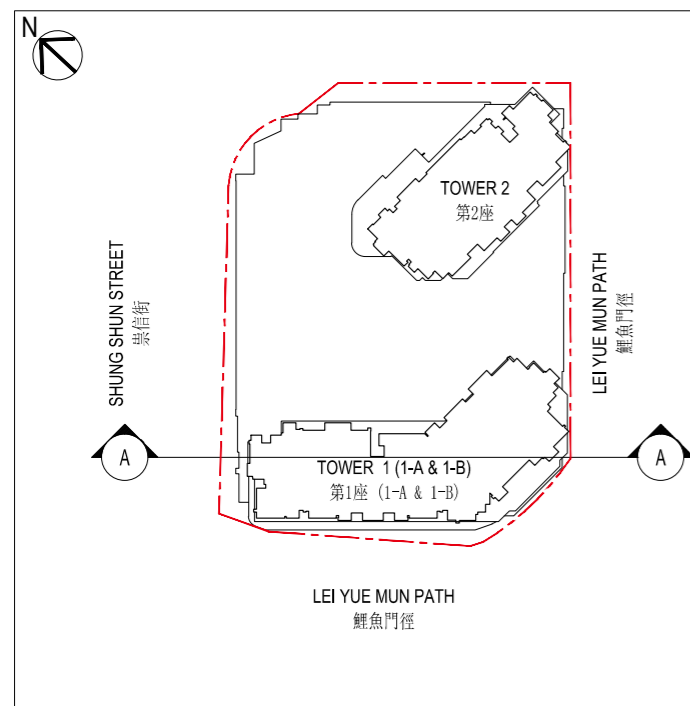 N
TOWER 2
第2座
SHUNG SHUN STREET
崇信街
LEI YUE MUN PATH
鯉魚門徑
A
A
TOWER 1 (1-A & 1-B)
第1座 (1-A & 1-B)
LEI YUE MUN PATH
鯉魚門徑